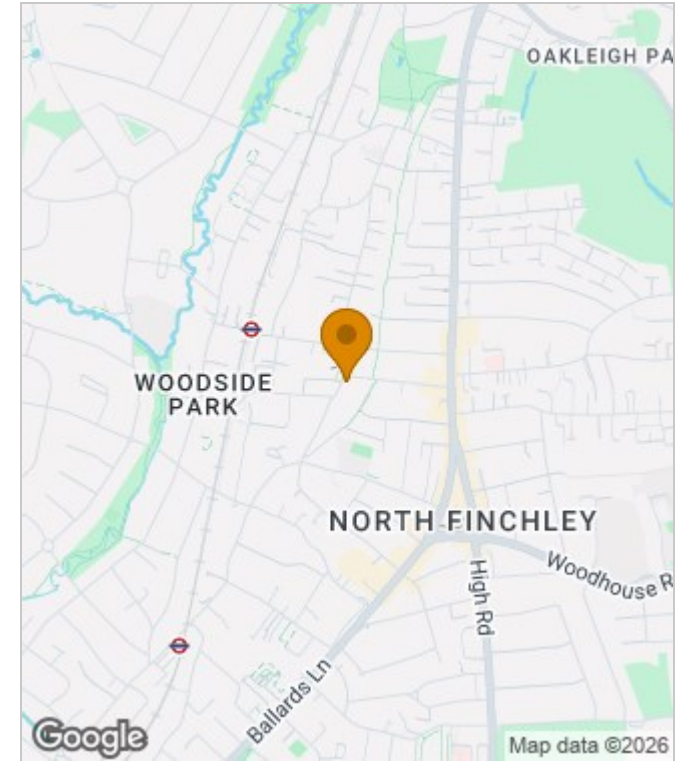 OAKLEIGH PA
WOODSIDE
PARK
NORTH FINCHLEY
Woodhouse R
High Rd
Ballards Ln
Google
Map data ©2026